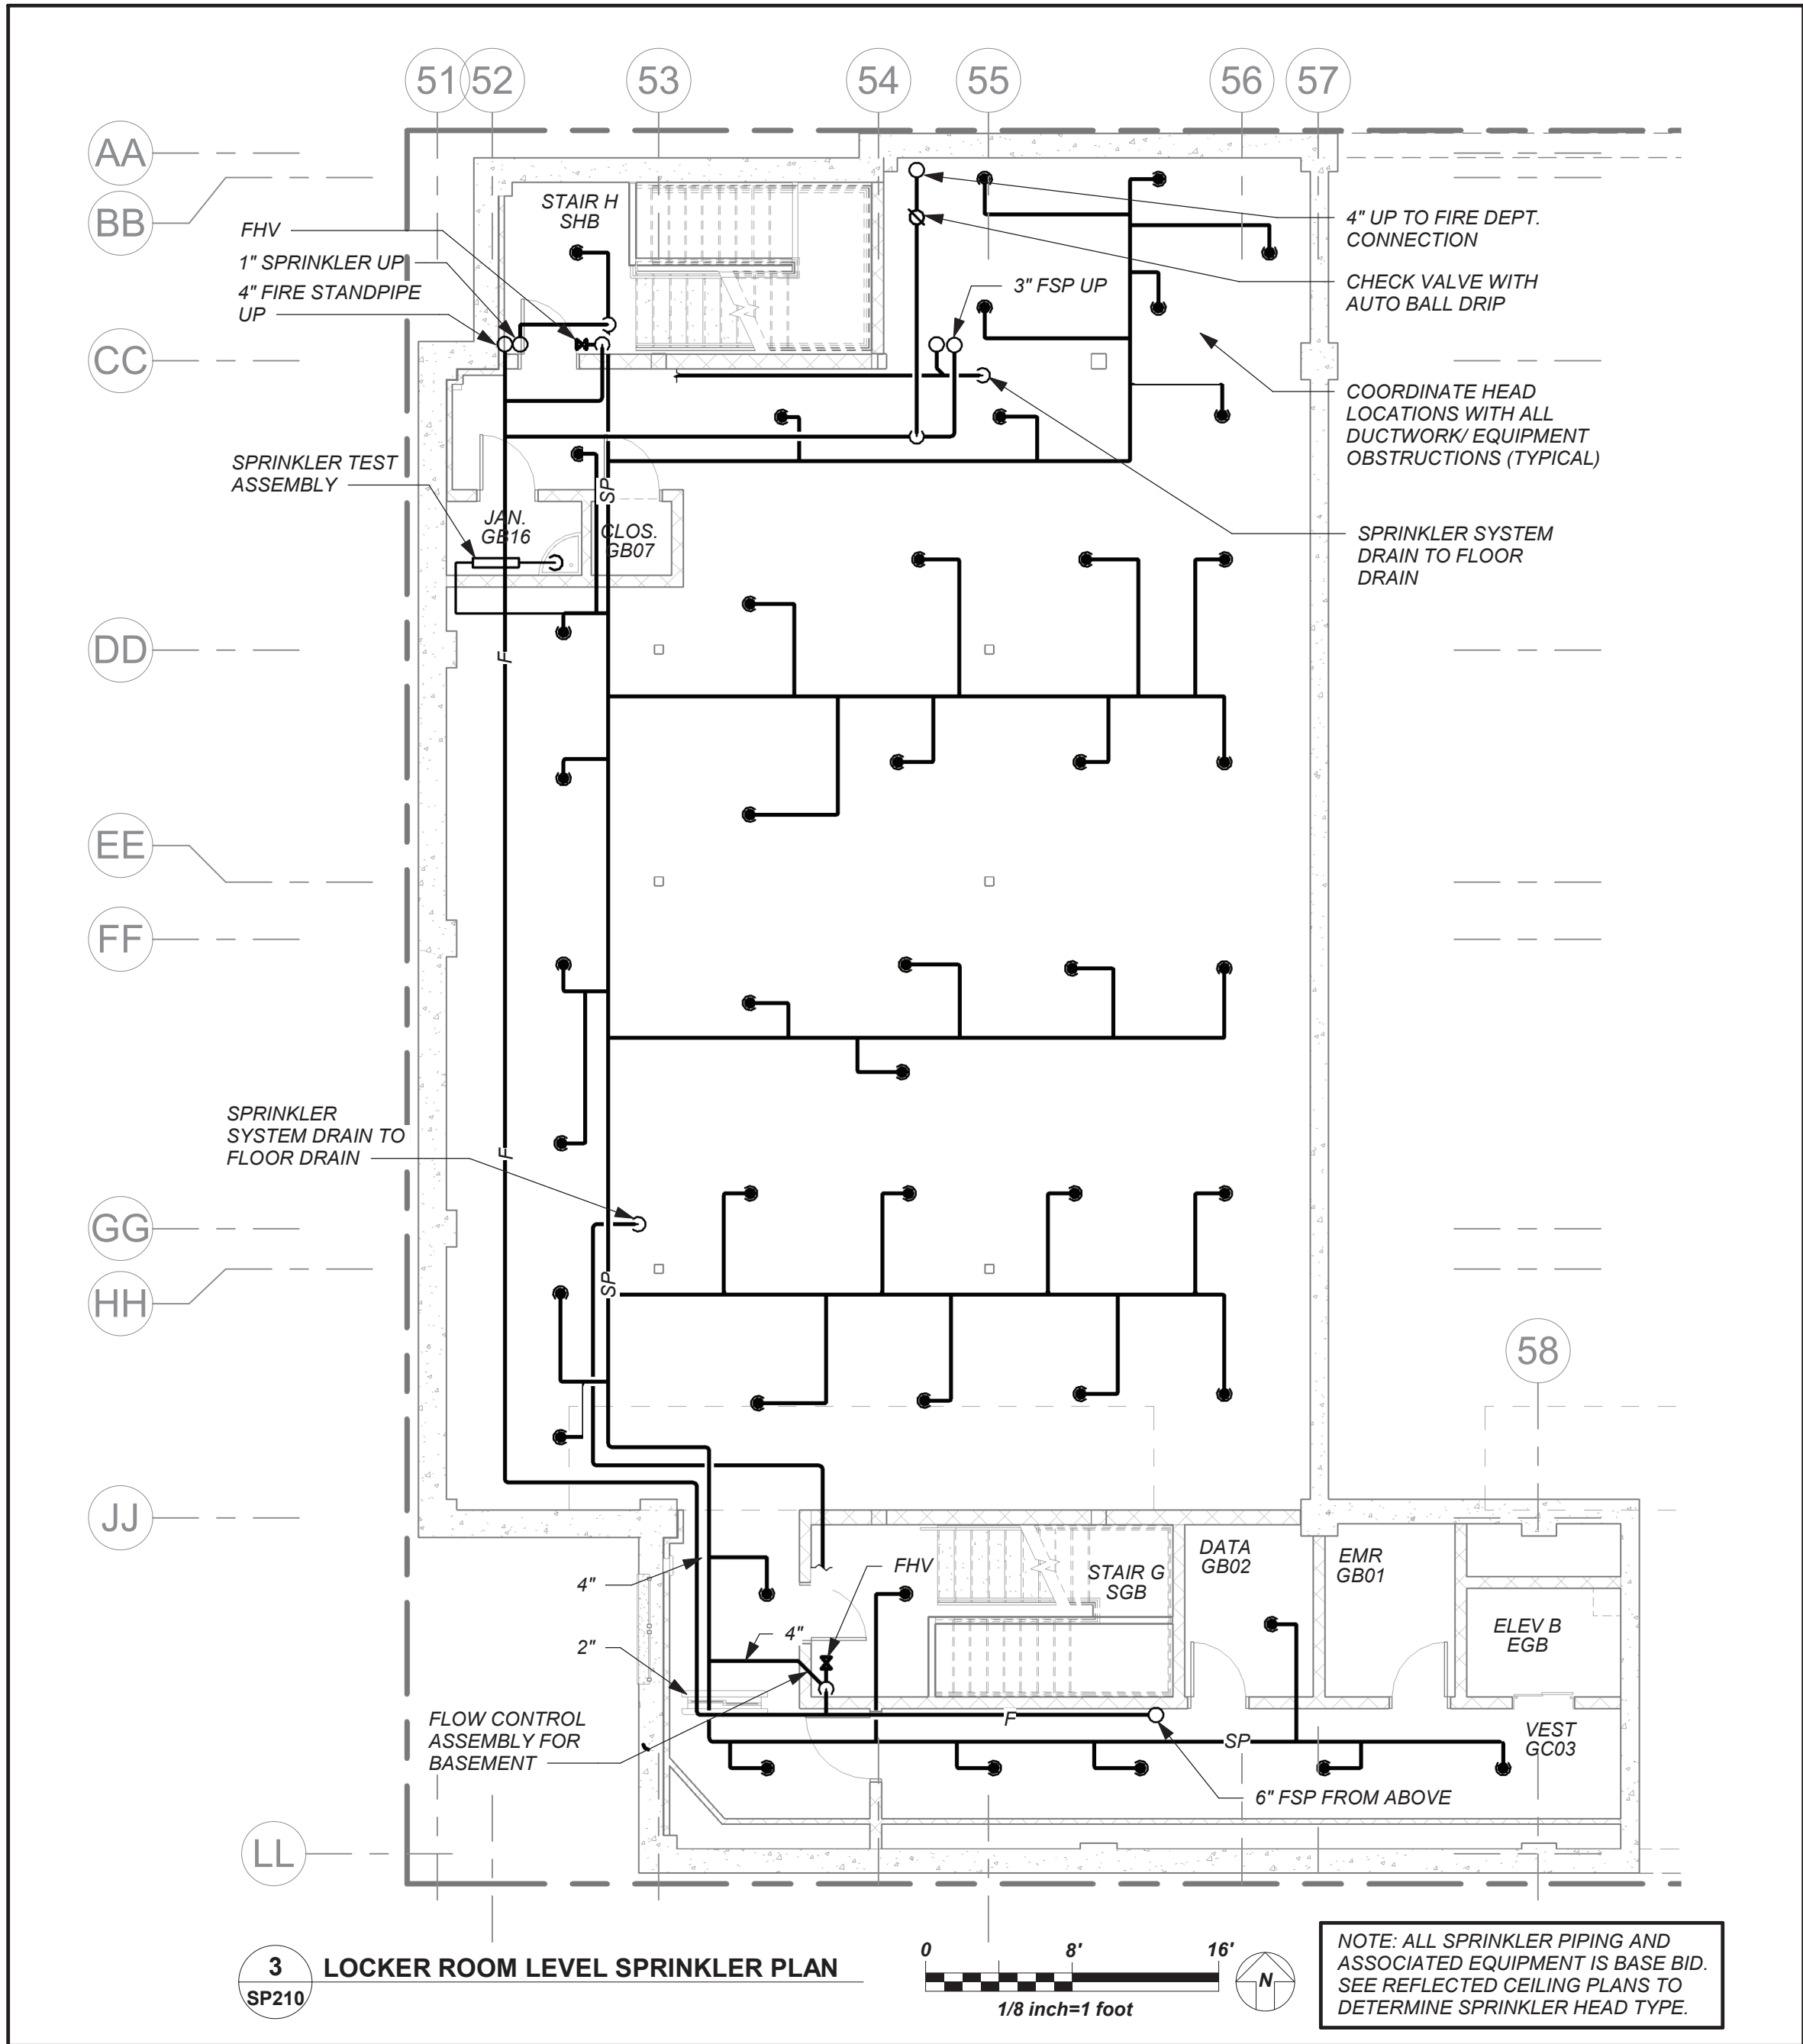 51
52
53
54
55
56
57
AA
BB
CC
DD
EE
FF
GG
HH
JJ
LL
58
STAIR H
SHB
FHV
1" SPRINKLER UP
4" FIRE STANDPIPE
UP
3" FSP UP
4" UP TO FIRE DEPT.
CONNECTION
CHECK VALVE WITH
AUTO BALL DRIP
COORDINATE HEAD
LOCATIONS WITH ALL
DUCTWORK/ EQUIPMENT
OBSTRUCTIONS (TYPICAL)
SPRINKLER TEST
ASSEMBLY
SP
JAN.
GB16
CLOS.
GB07
SPRINKLER SYSTEM
DRAIN TO FLOOR
DRAIN
F
SPRINKLER
SYSTEM DRAIN TO
FLOOR DRAIN
F
SP
4"
FHV
STAIR G
SGB
DATA
GB02
EMR
GB01
ELEV B
EGB
4"
2"
FLOW CONTROL
ASSEMBLY FOR
BASEMENT
F
SP
VEST
GC03
6" FSP FROM ABOVE
3
SP210
LOCKER ROOM LEVEL SPRINKLER PLAN
0 8' 16'
1/8 inch=1 foot
N
NOTE: ALL SPRINKLER PIPING AND
ASSOCIATED EQUIPMENT IS BASE BID.
SEE REFLECTED CEILING PLANS TO
DETERMINE SPRINKLER HEAD TYPE.